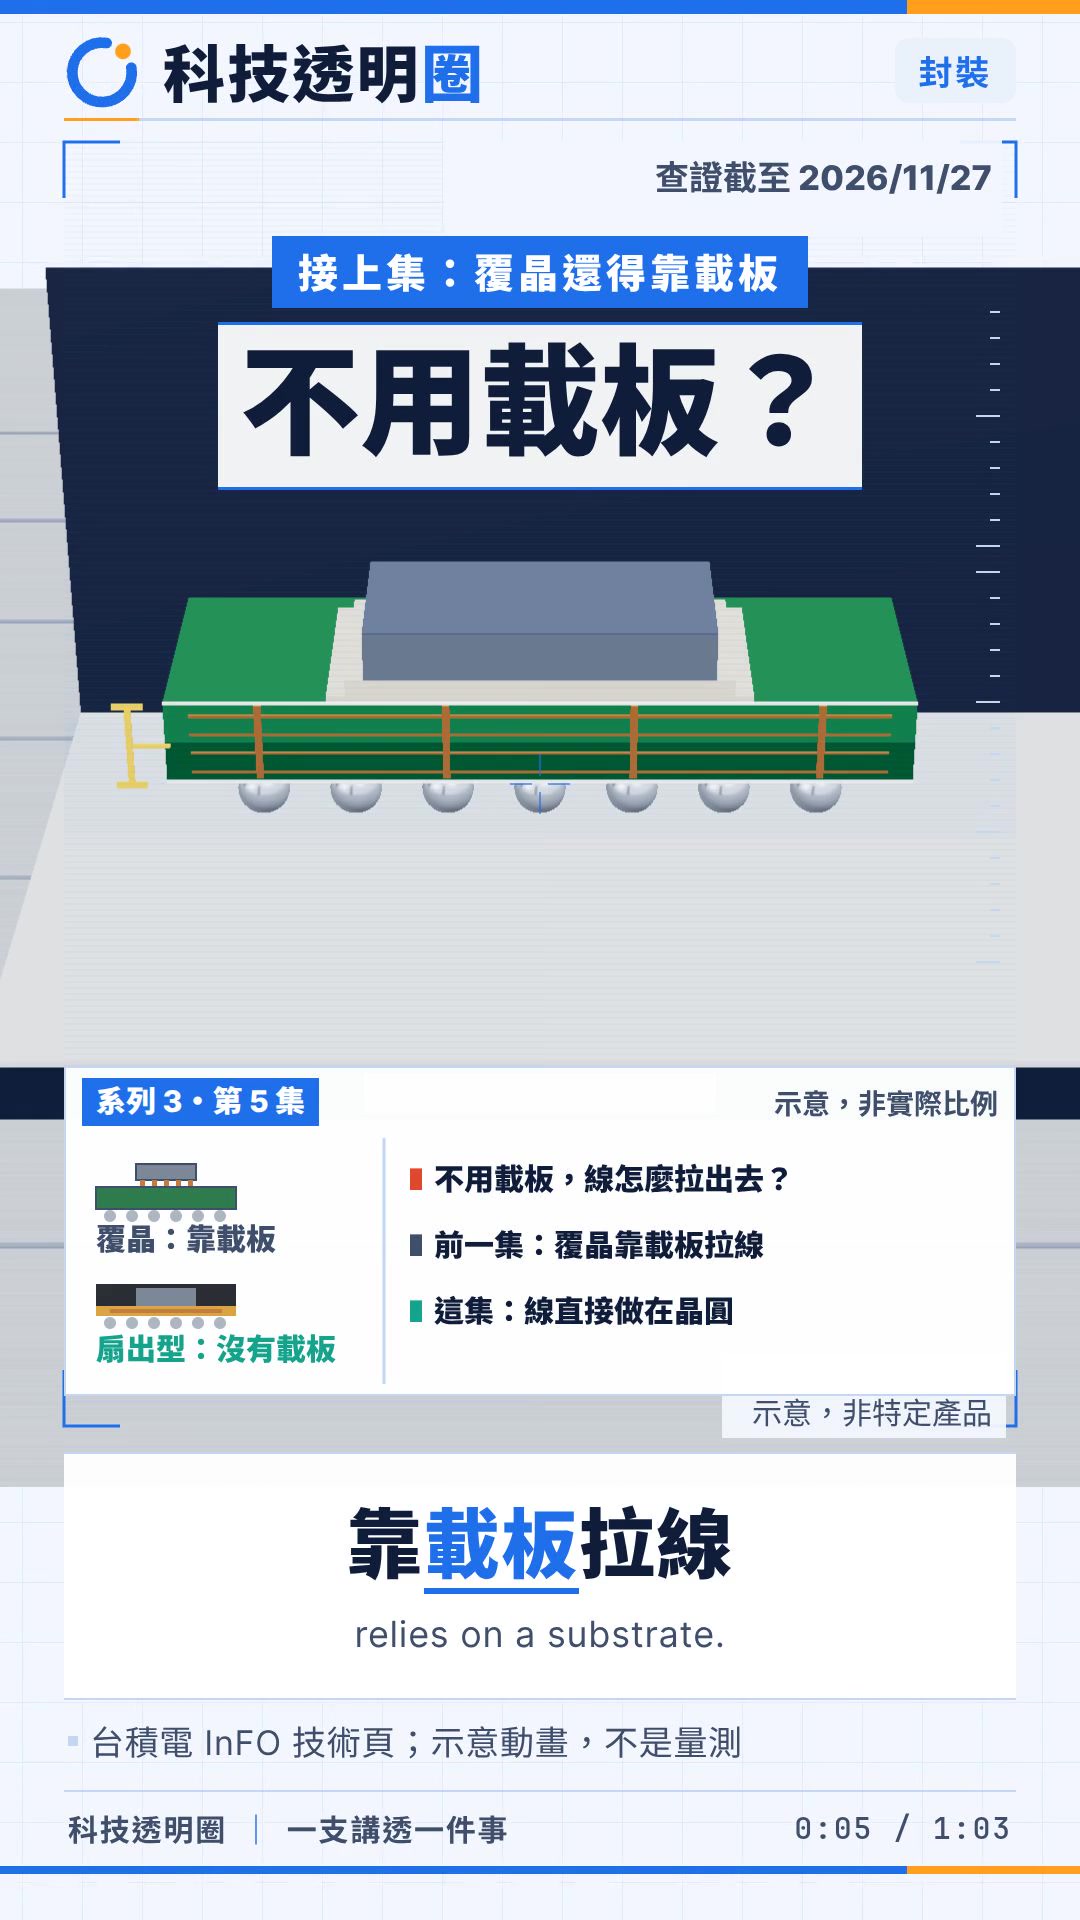 科技透明圈
封裝
查證截至 2026/11/27
接上集：覆晶還得靠載板
不用載板？
系列 3・第 5 集
示意，非實際比例
覆晶：靠載板
扇出型：沒有載板
不用載板，線怎麼拉出去？
前一集：覆晶靠載板拉線
這集：線直接做在晶圓
示意，非特定產品
靠載板拉線
relies on a substrate.
台積電 InFO 技術頁；示意動畫，不是量測
科技透明圈｜一支講透一件事
0:05 / 1:03